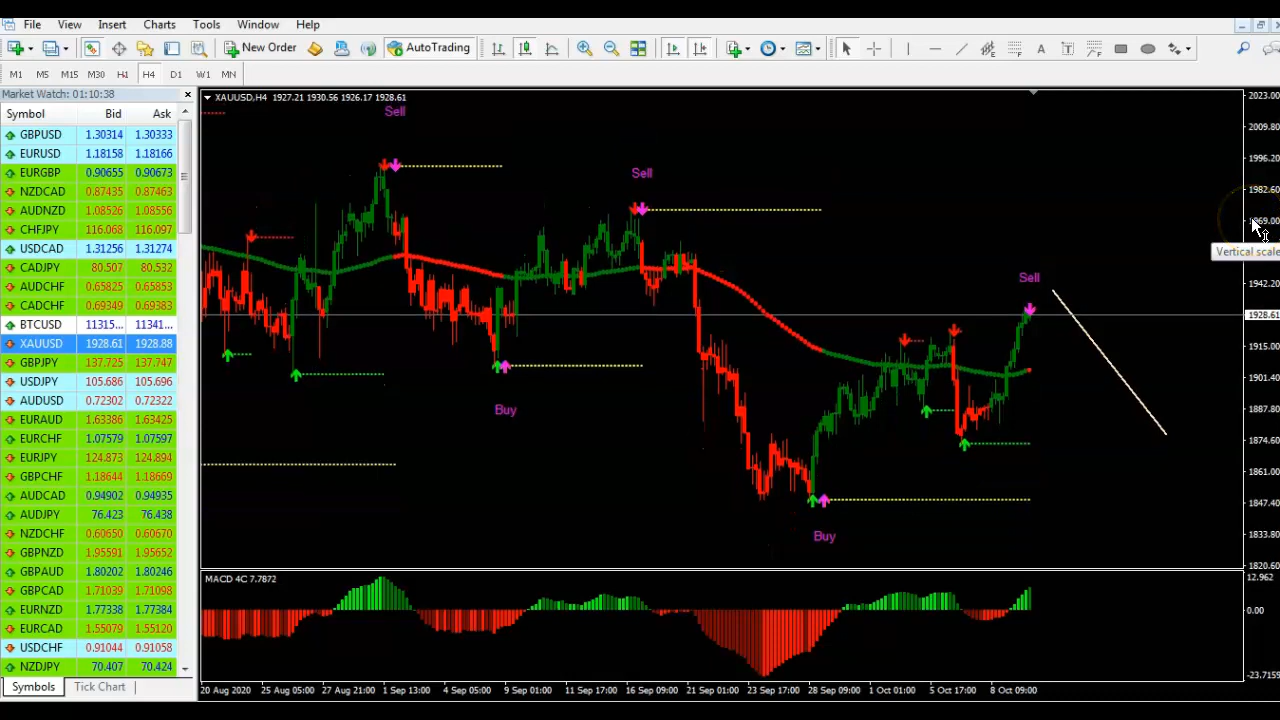 File View Insert Charts Tools Window Help
New Order AutoTrading
M1 M5 M15 M30 H1 H4 D1 W1 MN
Market Watch: 01:10:38
Symbol Bid Ask
GBPUSD 1.30314 1.30333
EURUSD 1.18158 1.18166
EURGBP 0.90655 0.90673
NZDCAD 0.87435 0.87463
AUDNZD 1.08526 1.08556
CHFJPY 116.068 116.097
USDCAD 1.31256 1.31274
CADJPY 80.507 80.532
AUDCHF 0.65825 0.65853
CADCHF 0.69349 0.69383
BTCUSD 11315... 11341...
XAUUSD 1928.61 1928.88
GBPJPY 137.725 137.747
USDJPY 105.686 105.696
AUDUSD 0.72302 0.72322
EURAUD 1.63386 1.63425
EURCHF 1.07579 1.07597
EURJPY 124.873 124.894
GBPCHF 1.18644 1.18669
AUDCAD 0.94902 0.94935
AUDJPY 76.423 76.438
NZDCHF 0.60650 0.60670
GBPNZD 1.95591 1.95652
GBPAUD 1.80202 1.80246
GBPCAD 1.71039 1.71098
EURNZD 1.77338 1.77384
EURCAD 1.55079 1.55120
USDCHF 0.91044 0.91058
NZDJPY 70.407 70.424
Symbols Tick Chart
XAUUSD,H4 1927.21 1930.56 1926.17 1928.61
Sell
Sell
Sell
Buy
Buy
2023.00
2005.80
1996.20
1982.60
Vertical scale
1942.20
1928.61
1915.00
1901.40
1887.80
1874.60
1861.00
1847.40
1833.80
1820.60
MACD 4C 7.7872
12.962
0.00
-23.7159
20 Aug 2020 25 Aug 05:00 27 Aug 21:00 1 Sep 13:00 4 Sep 05:00 9 Sep 01:00 11 Sep 17:00 16 Sep 09:00 21 Sep 01:00 23 Sep 17:00 28 Sep 09:00 1 Oct 01:00 5 Oct 17:00 8 Oct 09:00